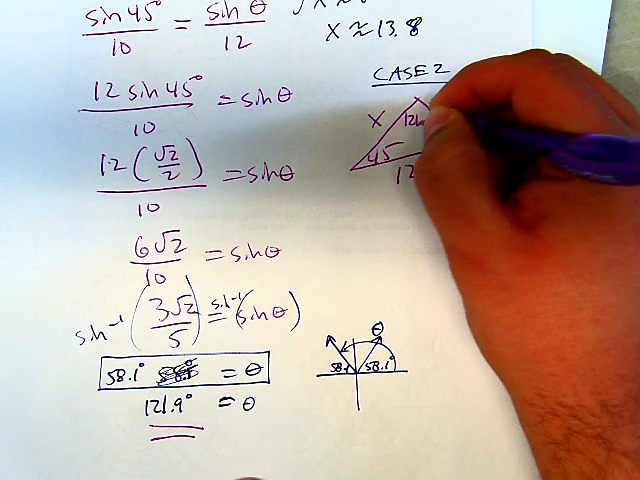 sin 45° / 10 = sin θ / 12
x ≈ 13.8
12 sin 45° / 10 = sin θ
CASE 2
x
45
12
12 (√2 / 2) / 10 = sin θ
6√2 / 10 = sin θ
sin⁻¹ (3√2 / 5) = sin⁻¹ (sin θ)
58.1° = θ
121.9° = θ
θ
58.1 58.1°